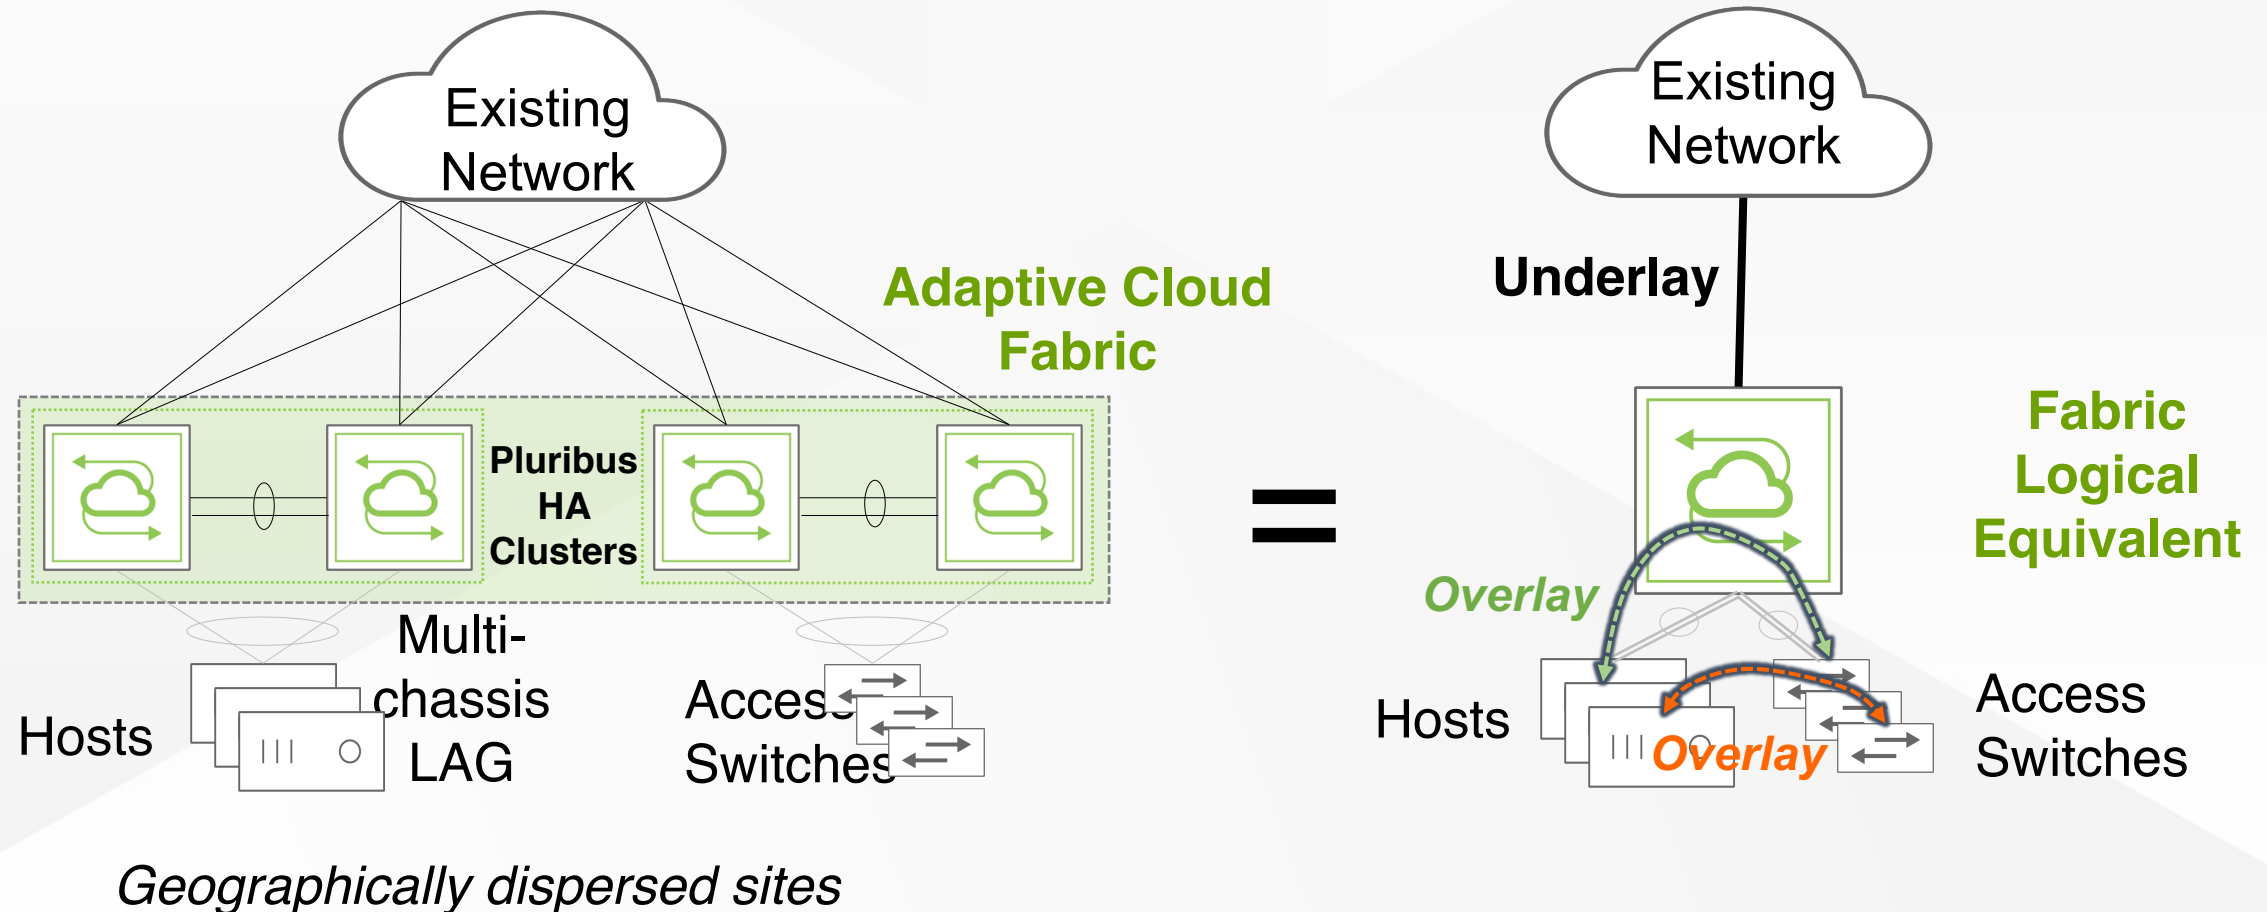 Existing
Network
Adaptive Cloud
Fabric
Pluribus
HA
Clusters
Multi-
chassis
LAG
Hosts
Access
Switches
Geographically dispersed sites
=
Existing
Network
Underlay
Fabric
Logical
Equivalent
Overlay
Hosts
Overlay
Access
Switches